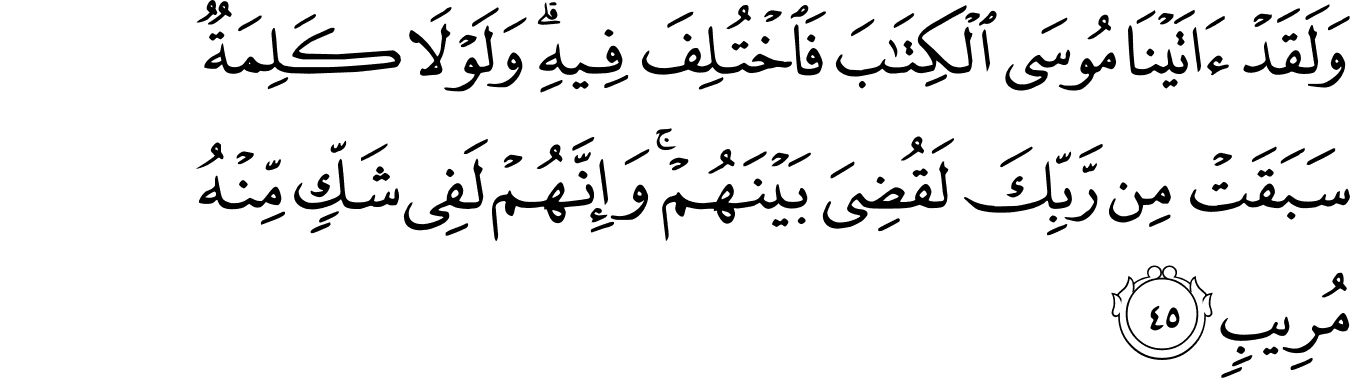 وَلَقَدۡ ءَاتَيۡنَا مُوسَى ٱلۡكِتَٰبَ فَٱخۡتُلِفَ فِيهِۗ وَلَوۡلَا كَلِمَةٞ
سَبَقَتۡ مِن رَّبِّكَ لَقُضِيَ بَيۡنَهُمۡۚ وَإِنَّهُمۡ لَفِي شَكّٖ مِّنۡهُ
مُرِيبٖ ٤٥